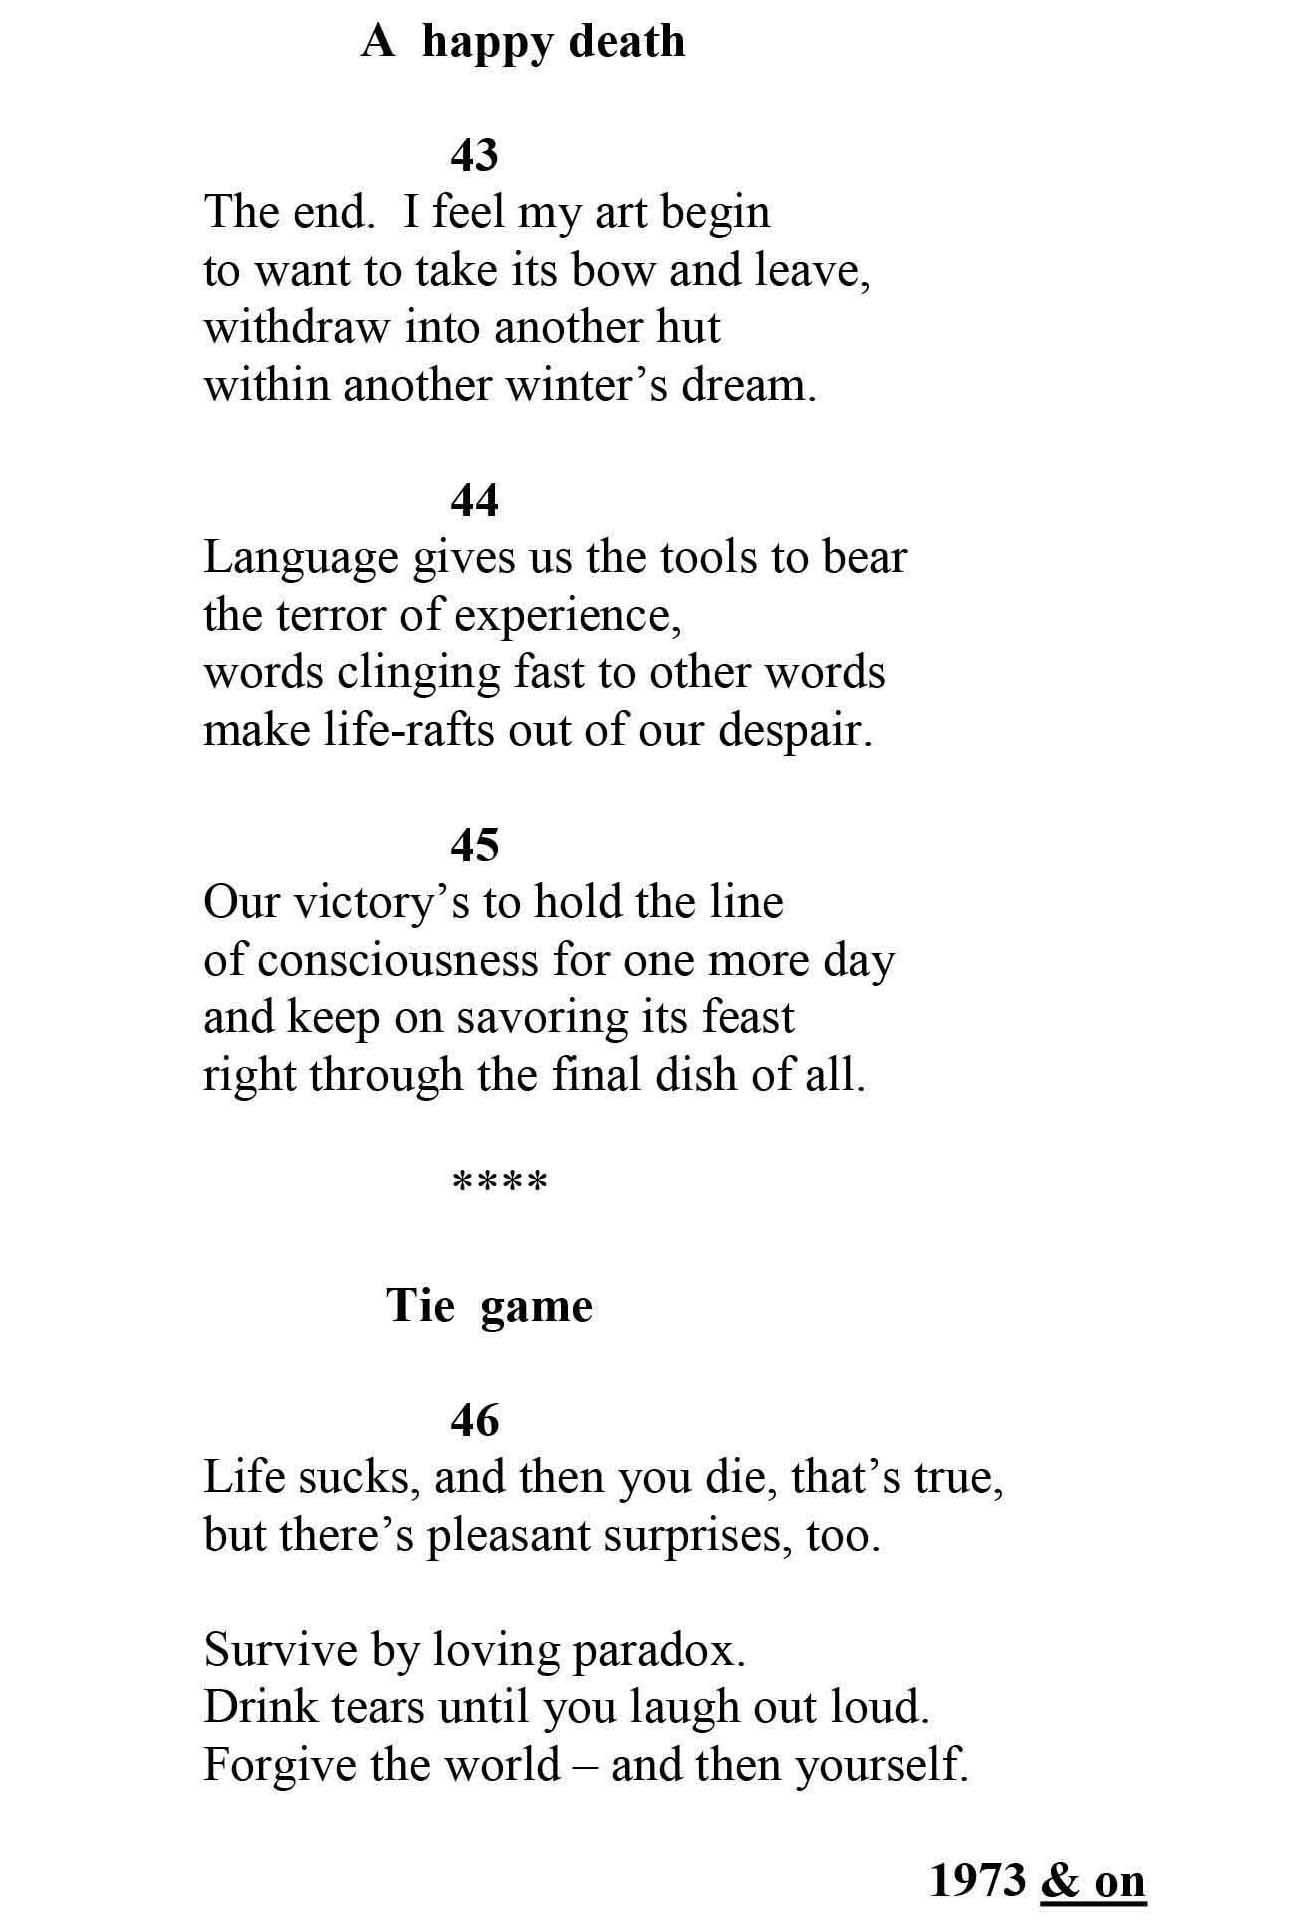 A happy death
43
The end. I feel my art begin
to want to take its bow and leave,
withdraw into another hut
within another winter’s dream.
44
Language gives us the tools to bear
the terror of experience,
words clinging fast to other words
make life-rafts out of our despair.
45
Our victory’s to hold the line
of consciousness for one more day
and keep on savoring its feast
right through the final dish of all.
****
Tie game
46
Life sucks, and then you die, that’s true,
but there’s pleasant surprises, too.
Survive by loving paradox.
Drink tears until you laugh out loud.
Forgive the world – and then yourself.
1973 & on